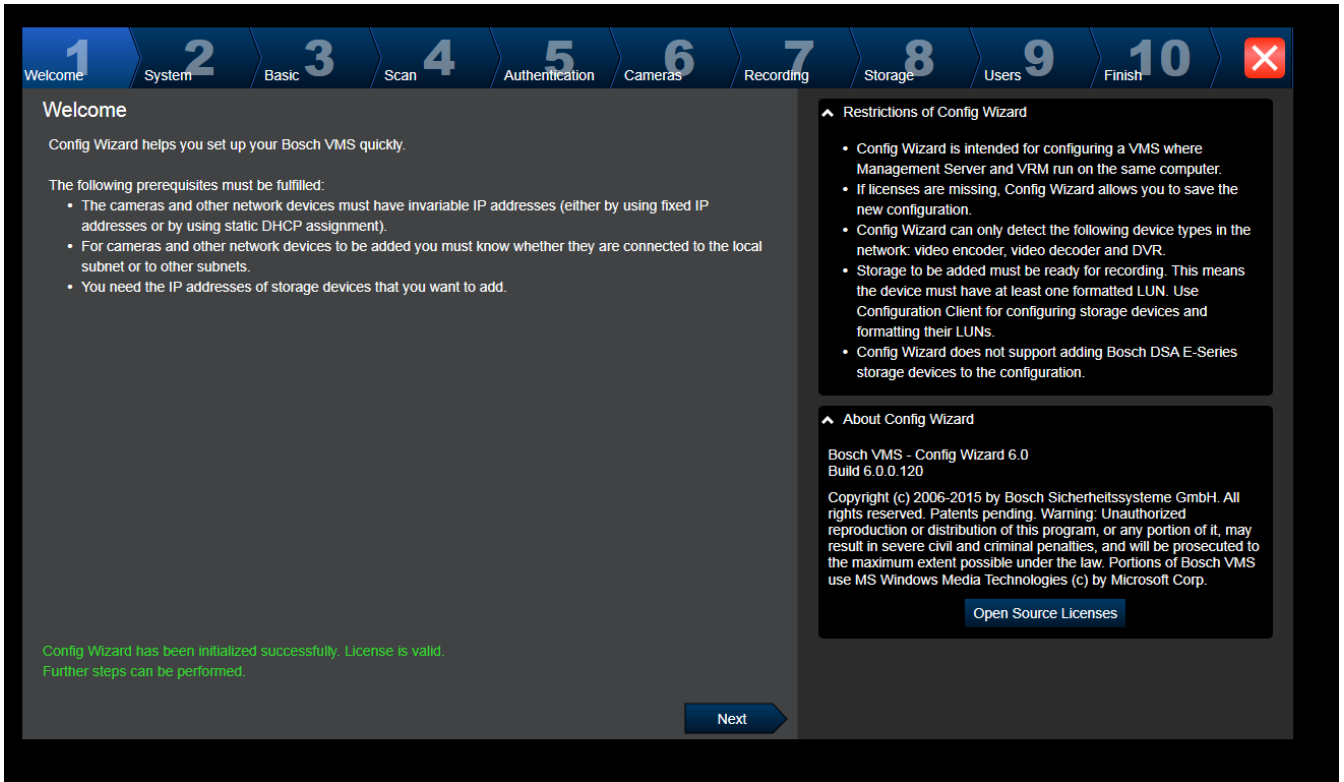 1 2 3 4 5 6 7 8 9 10
Welcome System Basic Scan Authentication Cameras Recording Storage Users Finish
Welcome
Config Wizard helps you set up your Bosch VMS quickly.
The following prerequisites must be fulfilled:
• The cameras and other network devices must have invariable IP addresses (either by using fixed IP
addresses or by using static DHCP assignment).
• For cameras and other network devices to be added you must know whether they are connected to the local
subnet or to other subnets.
• You need the IP addresses of storage devices that you want to add.
Config Wizard has been initialized successfully. License is valid.
Further steps can be performed.
Next
Restrictions of Config Wizard
• Config Wizard is intended for configuring a VMS where
Management Server and VRM run on the same computer.
• If licenses are missing, Config Wizard allows you to save the
new configuration.
• Config Wizard can only detect the following device types in the
network: video encoder, video decoder and DVR.
• Storage to be added must be ready for recording. This means
the device must have at least one formatted LUN. Use
Configuration Client for configuring storage devices and
formatting their LUNs.
• Config Wizard does not support adding Bosch DSA E-Series
storage devices to the configuration.
About Config Wizard
Bosch VMS - Config Wizard 6.0
Build 6.0.0.120
Copyright (c) 2006-2015 by Bosch Sicherheitssysteme GmbH. All
rights reserved. Patents pending. Warning: Unauthorized
reproduction or distribution of this program, or any portion of it, may
result in severe civil and criminal penalties, and will be prosecuted to
the maximum extent possible under the law. Portions of Bosch VMS
use MS Windows Media Technologies (c) by Microsoft Corp.
Open Source Licenses